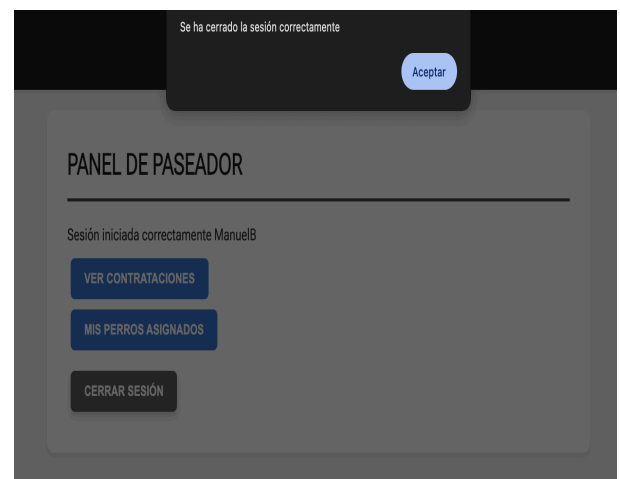 Se ha cerrado la sesión correctamente
Aceptar
PANEL DE PASEADOR
Sesión iniciada correctamente ManuelB
VER CONTRATACIONES
MIS PERROS ASIGNADOS
CERRAR SESIÓN